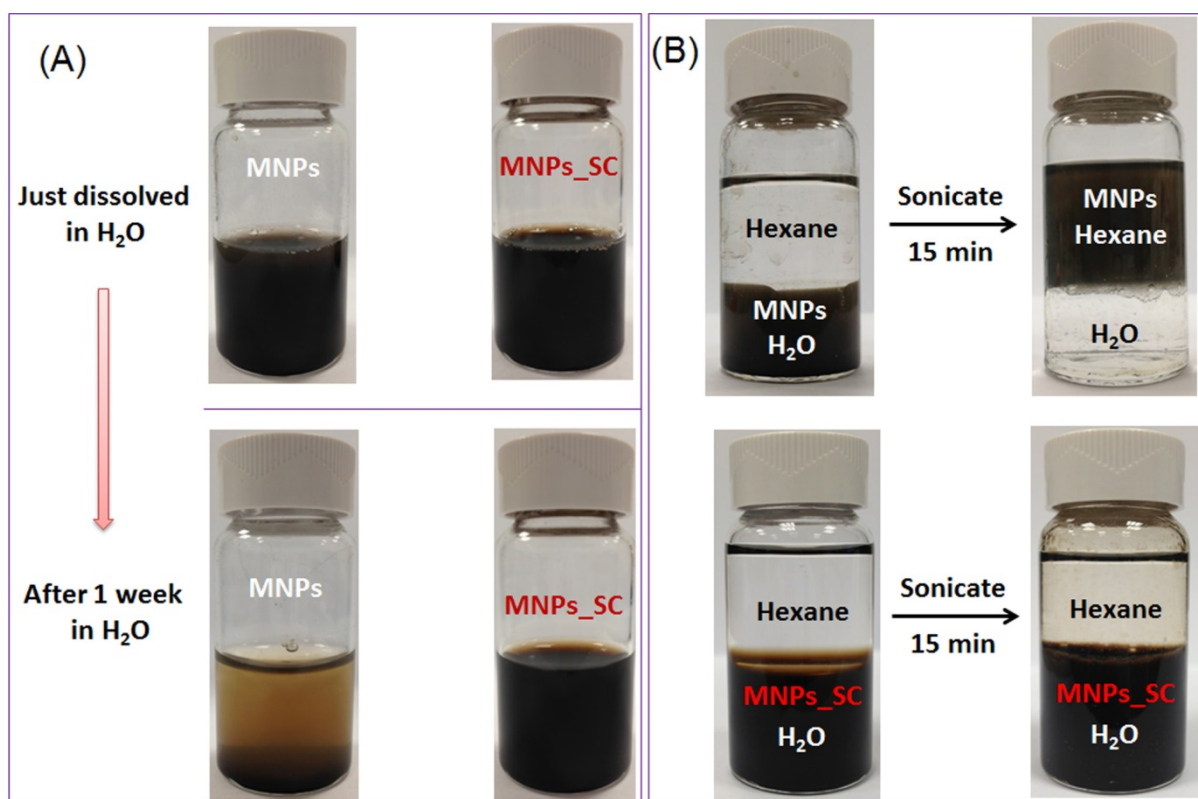 (A)
MNPs
MNPs_SC
Just dissolved
in H₂O
After 1 week
in H₂O
MNPs
MNPs_SC
(B)
Hexane
MNPs
H₂O
Sonicate
15 min
MNPs
Hexane
H₂O
Hexane
MNPs_SC
H₂O
Sonicate
15 min
Hexane
MNPs_SC
H₂O